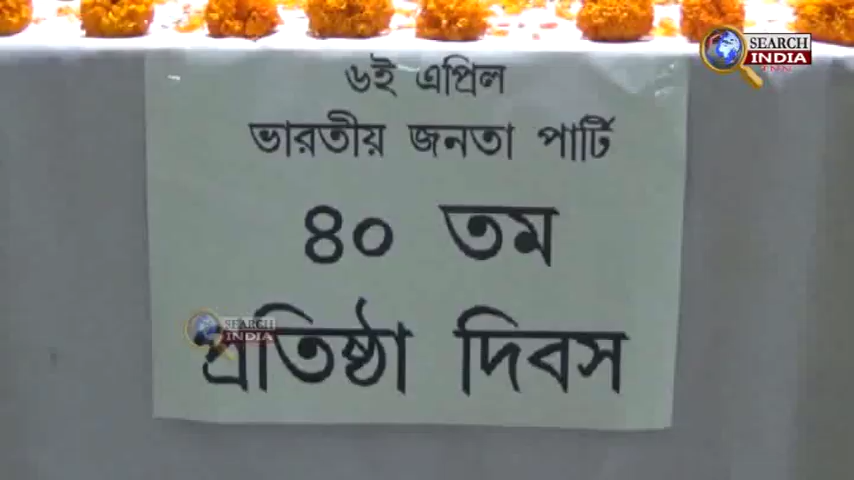 SEARCH
INDIA
৬ই এপ্রিল
ভারতীয় জনতা পার্টি
৪০ তম
SEARCH
INDIA
প্রতিষ্ঠা দিবস